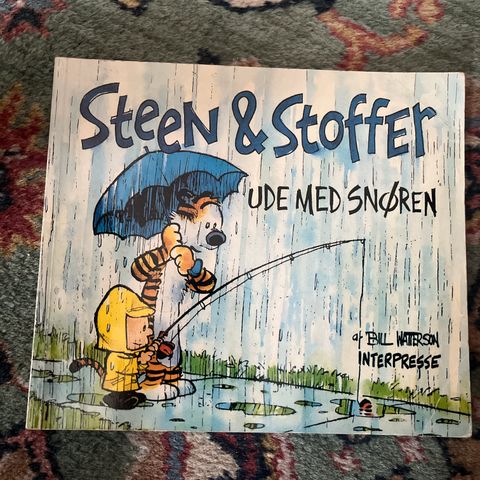 Steen & Stoffer
UDE MED SNØREN
af BILL WATTERSON
INTERPRESSE